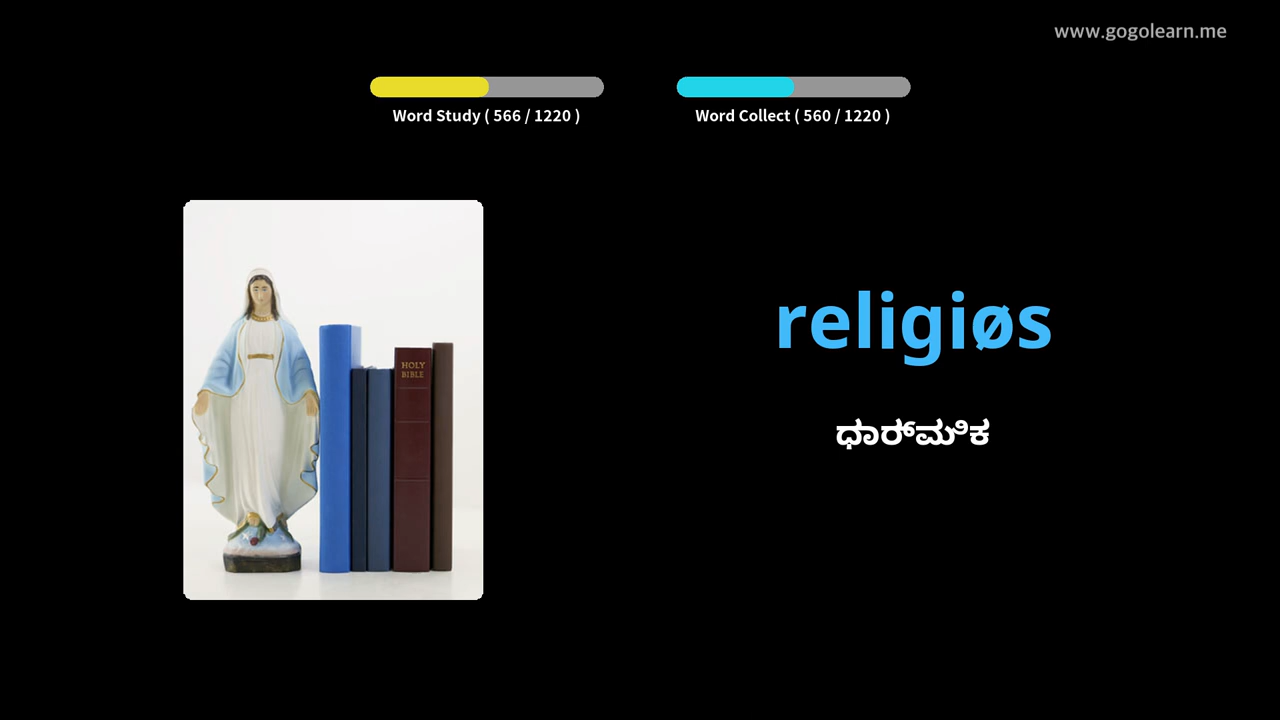 www.gogolearn.me
Word Study ( 566 / 1220 )
Word Collect ( 560 / 1220 )
HOLY
BIBLE
religiøs
ಧಾರ್ಮಿಕ